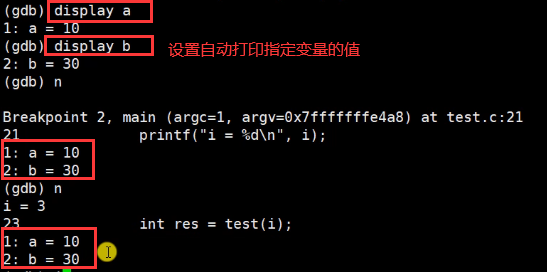 (gdb) display a
1: a = 10
(gdb) display b
设置自动打印指定变量的值
2: b = 30
(gdb) n
Breakpoint 2, main (argc=1, argv=0x7fffffffe4a8) at test.c:21
21 printf("i = %d\n", i);
1: a = 10
2: b = 30
(gdb) n
i = 3
23 int res = test(i);
1: a = 10
2: b = 30